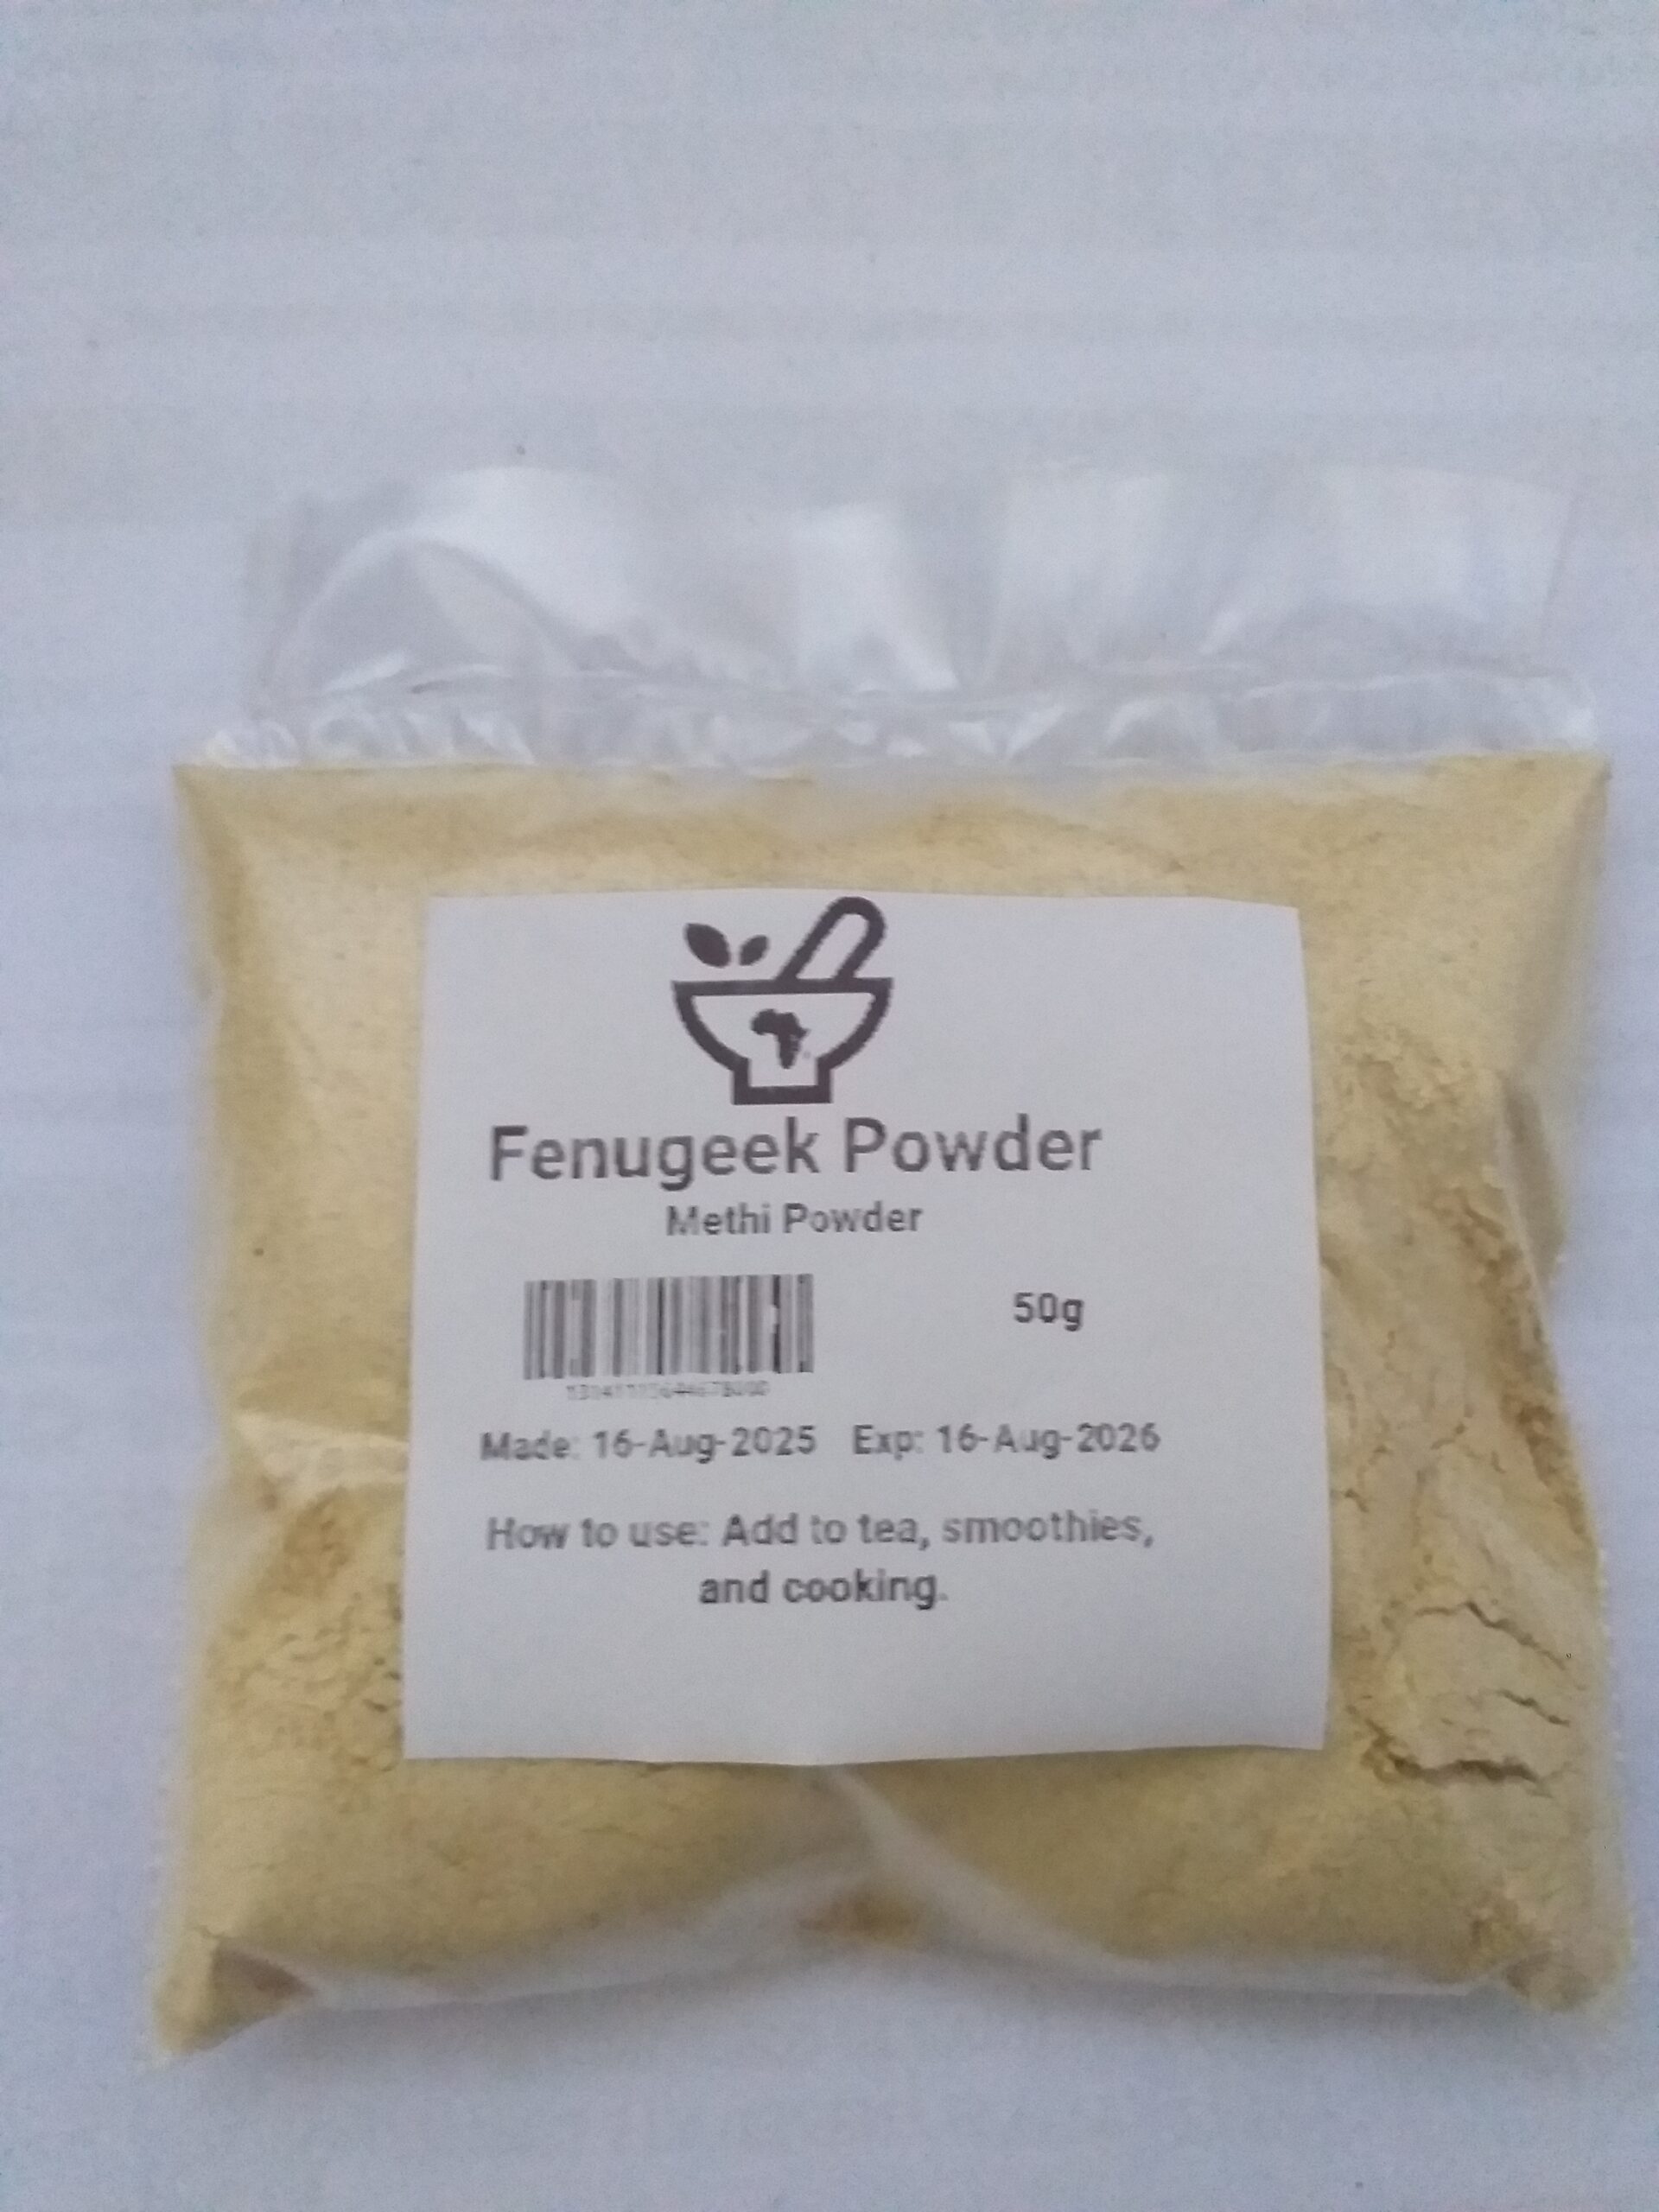 Fenugeek Powder
Methi Powder
50g
Made: 16-Aug-2025 Exp: 16-Aug-2026
How to use: Add to tea, smoothies,
and cooking.